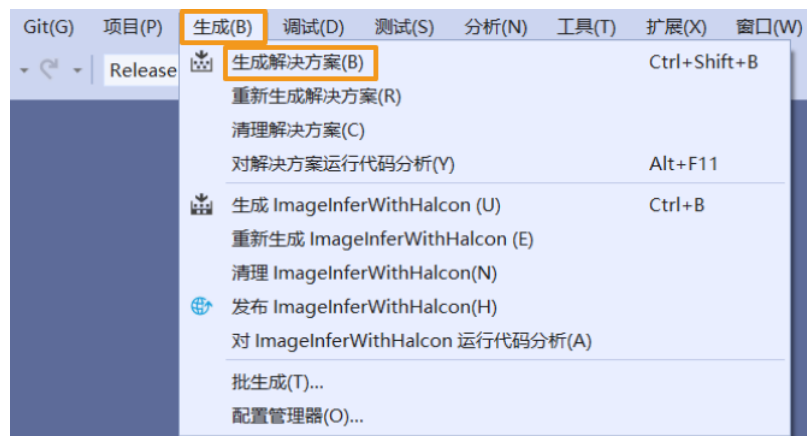 Git(G) 项目(P) 生成(B) 调试(D) 测试(S) 分析(N) 工具(T) 扩展(X) 窗口(W)
Release 生成解决方案(B) Ctrl+Shift+B
重新生成解决方案(R)
清理解决方案(C)
对解决方案运行代码分析(Y) Alt+F11
生成 ImageInferWithHalcon (U) Ctrl+B
重新生成 ImageInferWithHalcon (E)
清理 ImageInferWithHalcon(N)
发布 ImageInferWithHalcon(H)
对 ImageInferWithHalcon 运行代码分析(A)
批生成(T)...
配置管理器(O)...